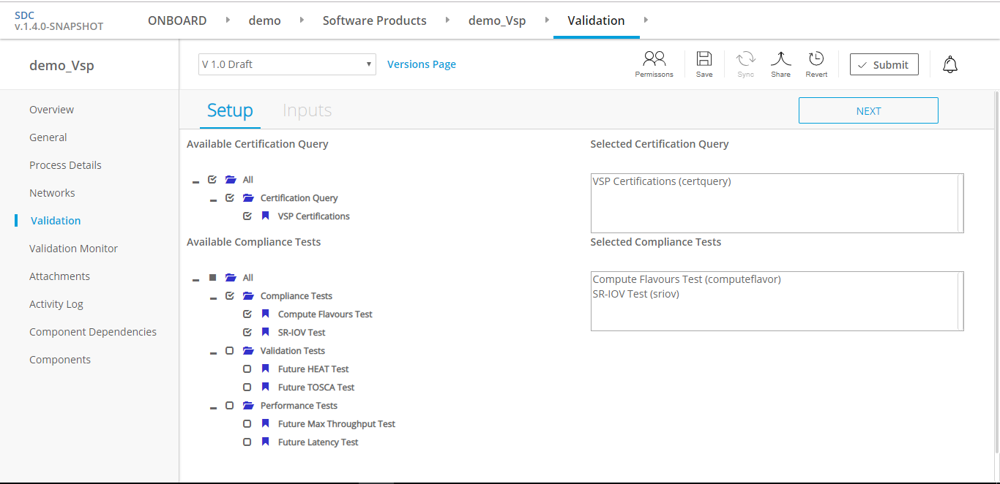 SDC
v.1.4.0-SNAPSHOT
ONBOARD demo Software Products demo_Vsp Validation
demo_Vsp
V 1.0 Draft Versions Page
Permissons Save Sync Share Revert Submit
Overview
General
Process Details
Networks
Validation
Validation Monitor
Attachments
Activity Log
Component Dependencies
Components
Setup Inputs NEXT
Available Certification Query
All
Certification Query
VSP Certifications
Selected Certification Query
VSP Certifications (certquery)
Available Compliance Tests
All
Compliance Tests
Compute Flavours Test
SR-IOV Test
Validation Tests
Future HEAT Test
Future TOSCA Test
Performance Tests
Future Max Throughput Test
Future Latency Test
Selected Compliance Tests
Compute Flavours Test (computeflavor)
SR-IOV Test (sriov)